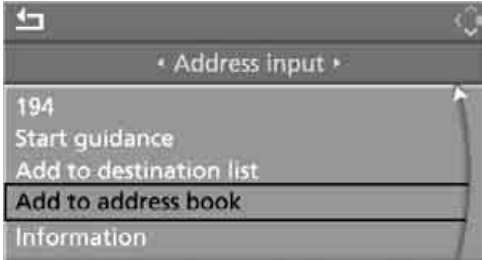 Address input
194
Start guidance
Add to destination list
Add to address book
Information